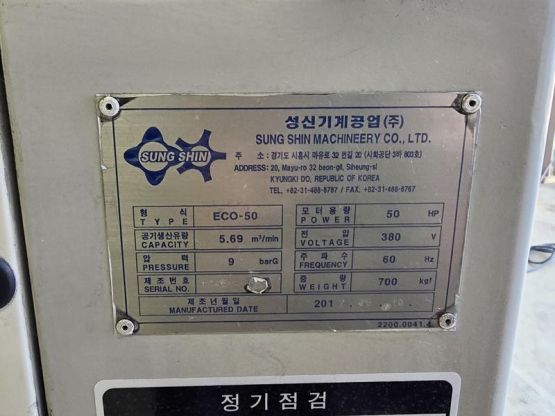 성신기계공업(주)
SUNG SHIN MACHINEERY CO., LTD.
SUNG SHIN
주 소 : 경기도 시흥시 마유로 32 번길 20 (시화공단 3바 803호)
ADDRESS: 20, Mayu-ro 32 beon-gil, Siheung-si
KYUNGKI DO, REPUBLIC OF KOREA
TEL, +82-31-488-8787 / FAX, +82-31-488-8767
형 식 TYPE ECO-50
모터용량 POWER 50 HP
공기생산유량 CAPACITY 5.69 m³/min
전 압 VOLTAGE 380 V
압 력 PRESSURE 9 barG
주파수 FREQUENCY 60 Hz
제조번호 SERIAL NO.
중 량 WEIGHT 700 kgf
제조년월일 MANUFACTURED DATE
2200.0041.4
정기점검